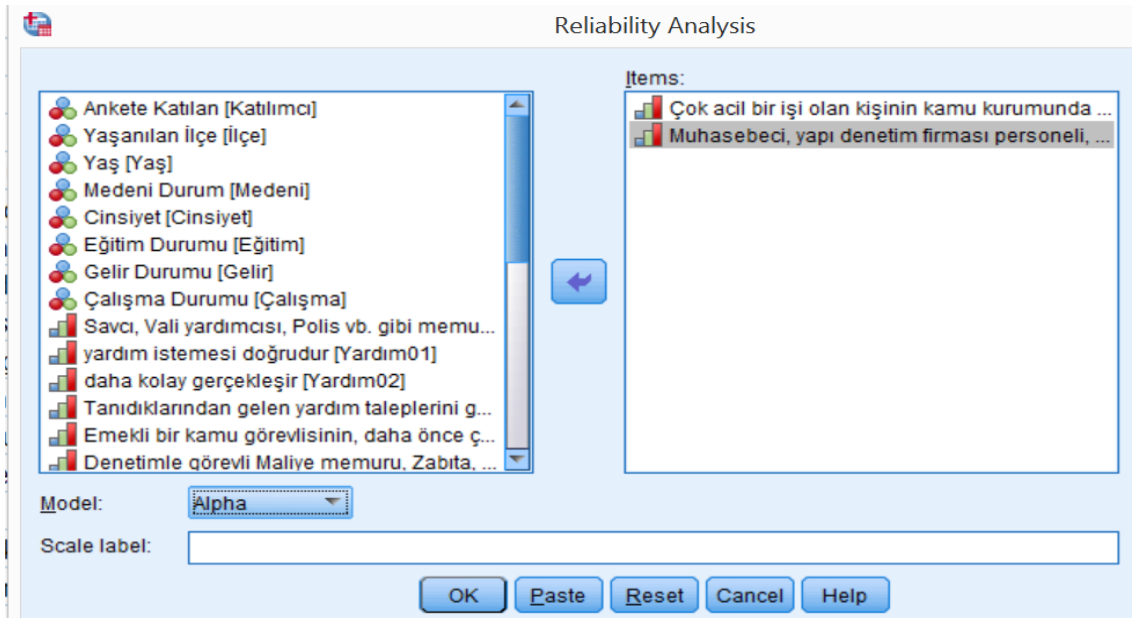 Reliability Analysis
Ankete Katılan [Katılımcı]
Yaşanılan İlçe [İlçe]
Yaş [Yaş]
Medeni Durum [Medeni]
Cinsiyet [Cinsiyet]
Eğitim Durumu [Eğitim]
Gelir Durumu [Gelir]
Çalışma Durumu [Çalışma]
Savcı, Vali yardımcısı, Polis vb. gibi memu...
yardım istemesi doğrudur [Yardım01]
daha kolay gerçekleşir [Yardım02]
Tanıdıklarından gelen yardım taleplerini g...
Emekli bir kamu görevlisinin, daha önce ç...
Denetimle görevli Maliye memuru, Zabıta, ...
Items:
Çok acil bir işi olan kişinin kamu kurumunda ...
Muhasebeci, yapı denetim firması personeli, ...
Model:
Alpha
Scale label:
OK
Paste
Reset
Cancel
Help